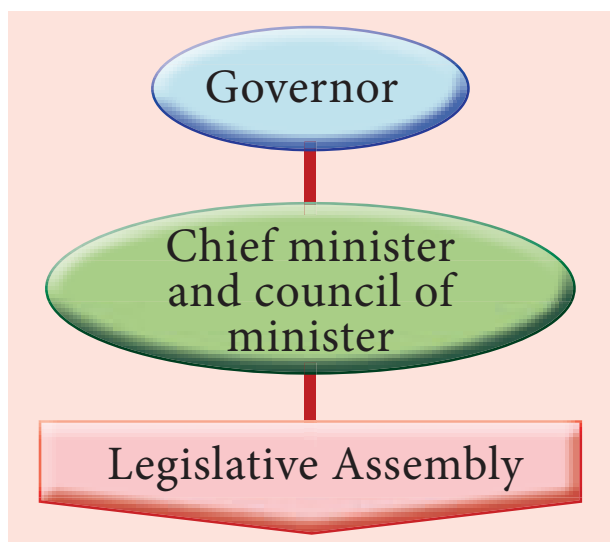 Governor
Chief minister
and council of
minister
Legislative Assembly